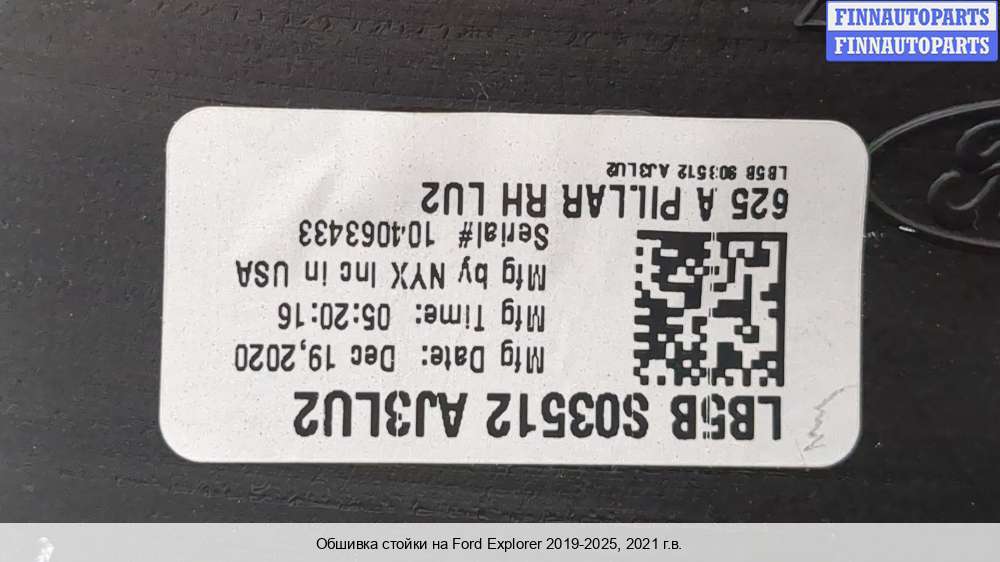 FINNAUTOPARTS
FINNAUTOPARTS
LB5B S03512 AJ3LU2
Mfg Date: Dec 19,2020
Mfg Time: 05:20:16
Mfg by NYX Inc in USA
Serial# 104063433
625 A PILLAR RH LU2
LB5B S03512 AJ3LU2
Обшивка стойки на Ford Explorer 2019-2025, 2021 г.в.